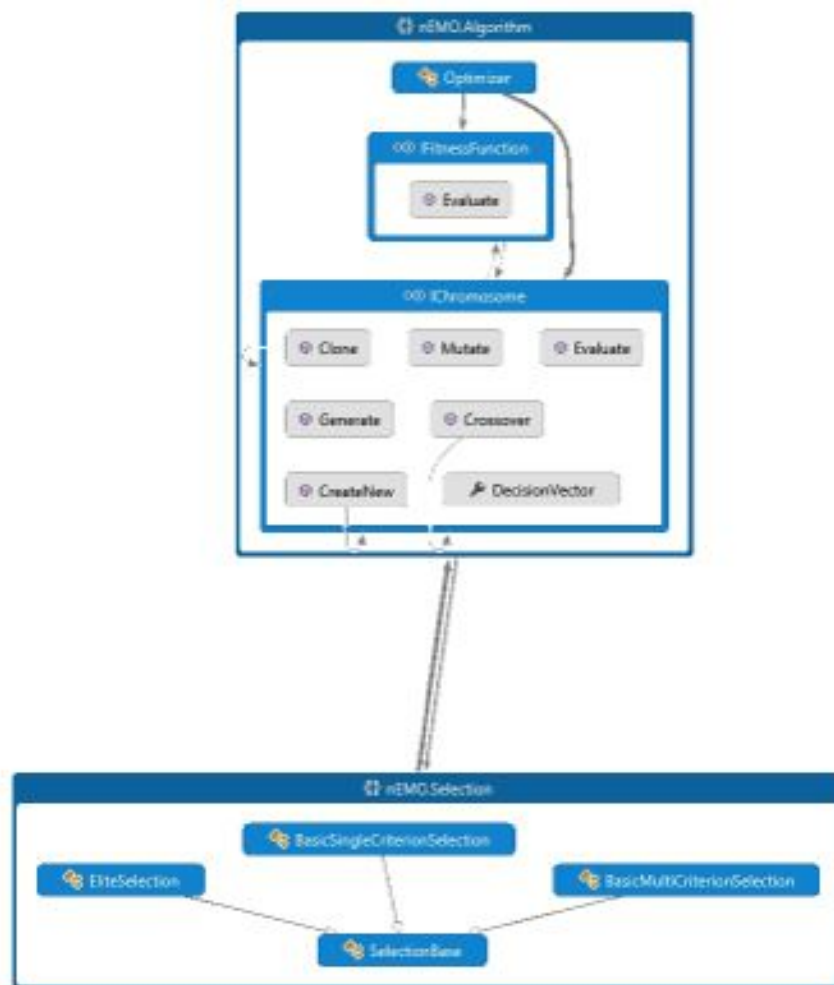 nEMO.Algorithm
Optimizer
IFitnessFunction
Evaluate
IChromosome
Clone
Mutate
Evaluate
Generate
Crossover
CreateNew
DecisionVector
nEMO.Selection
BasicSingleCriterionSelection
EliteSelection
BasicMultiCriterionSelection
SelectionBase